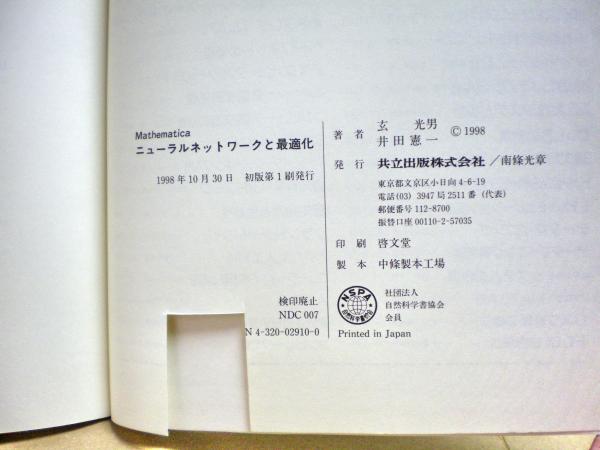 Mathematica
ニューラルネットワークと最適化
1998年10月30日 初版第1刷発行
検印廃止
NDC 007
N 4-320-02910-0
著者 玄 光男
井田憲一
©1998
発行 共立出版株式会社/南條光章
東京都文京区小日向4-6-19
電話(03) 3947局2511番(代表)
郵便番号112-8700
振替口座00110-2-57035
印刷 啓文堂
製本 中條製本工場
NSPA
自然科学書協会
社団法人
自然科学書協会
会員
Printed in Japan